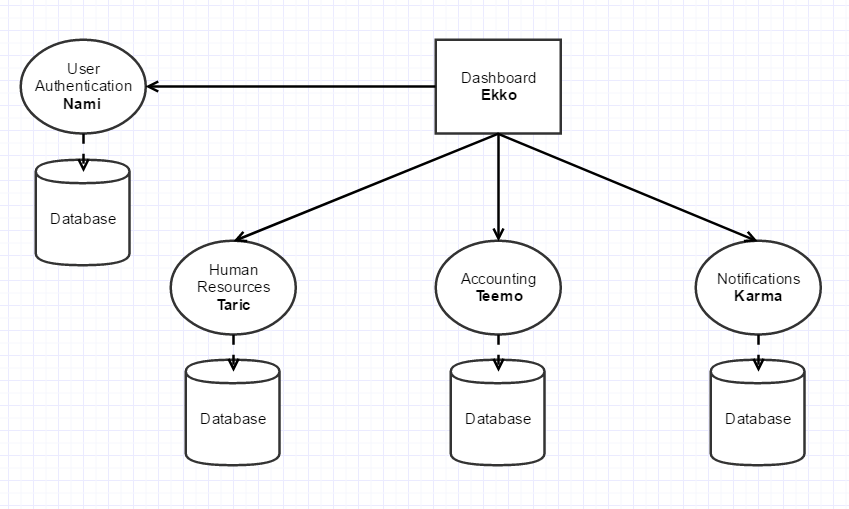 User
Authentication
Nami
Dashboard
Ekko
Database
Human
Resources
Taric
Accounting
Teemo
Notifications
Karma
Database
Database
Database